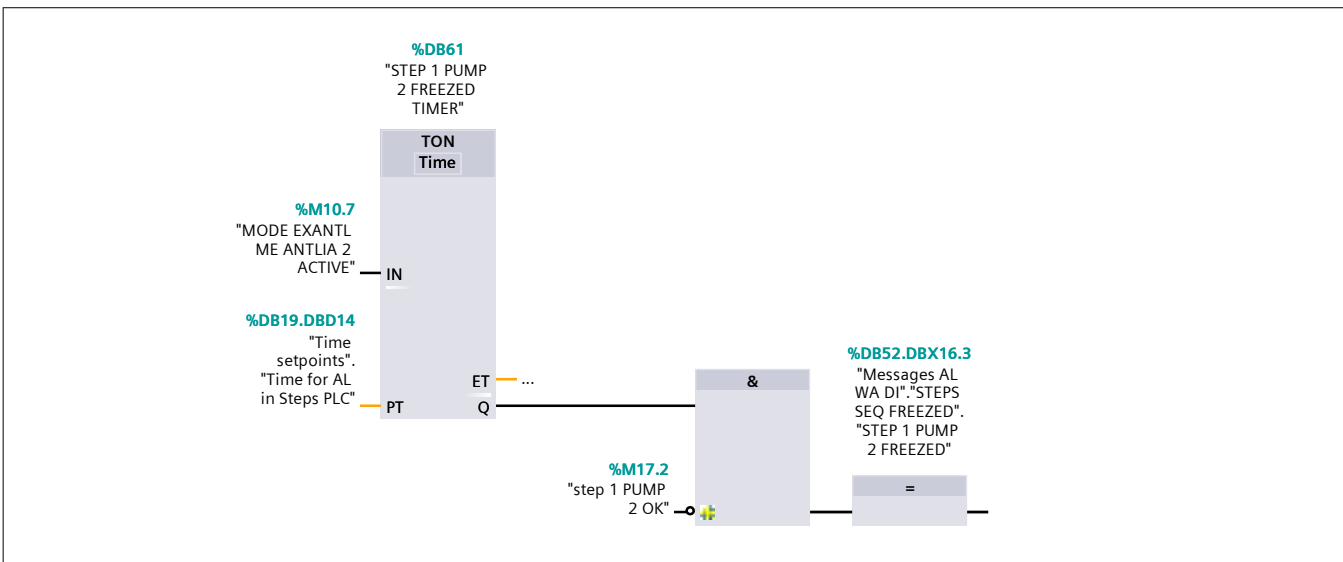 %DB61
"STEP 1 PUMP
2 FREEZED
TIMER"
TON
Time
%M10.7
"MODE EXANTL
ME ANTLIA 2
ACTIVE"
IN
%DB19.DBD14
"Time
setpoints".
"Time for AL
in Steps PLC"
PT
ET
...
Q
%M17.2
"step 1 PUMP
2 OK"
&
%DB52.DBX16.3
"Messages AL
WA DI"."STEPS
SEQ FREEZED".
"STEP 1 PUMP
2 FREEZED"
=